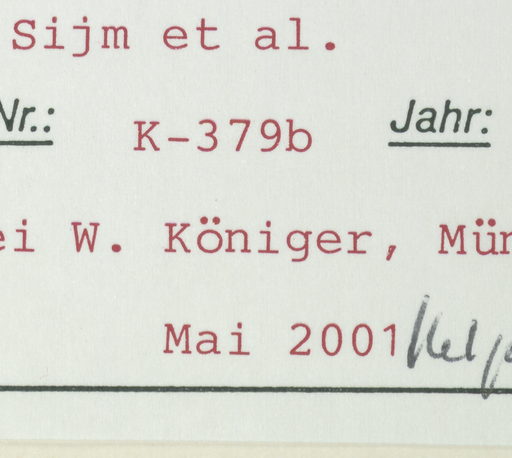 Sijm et al.
Nr.: K-379b Jahr:
ei W. Königer, Mün
Mai 2001